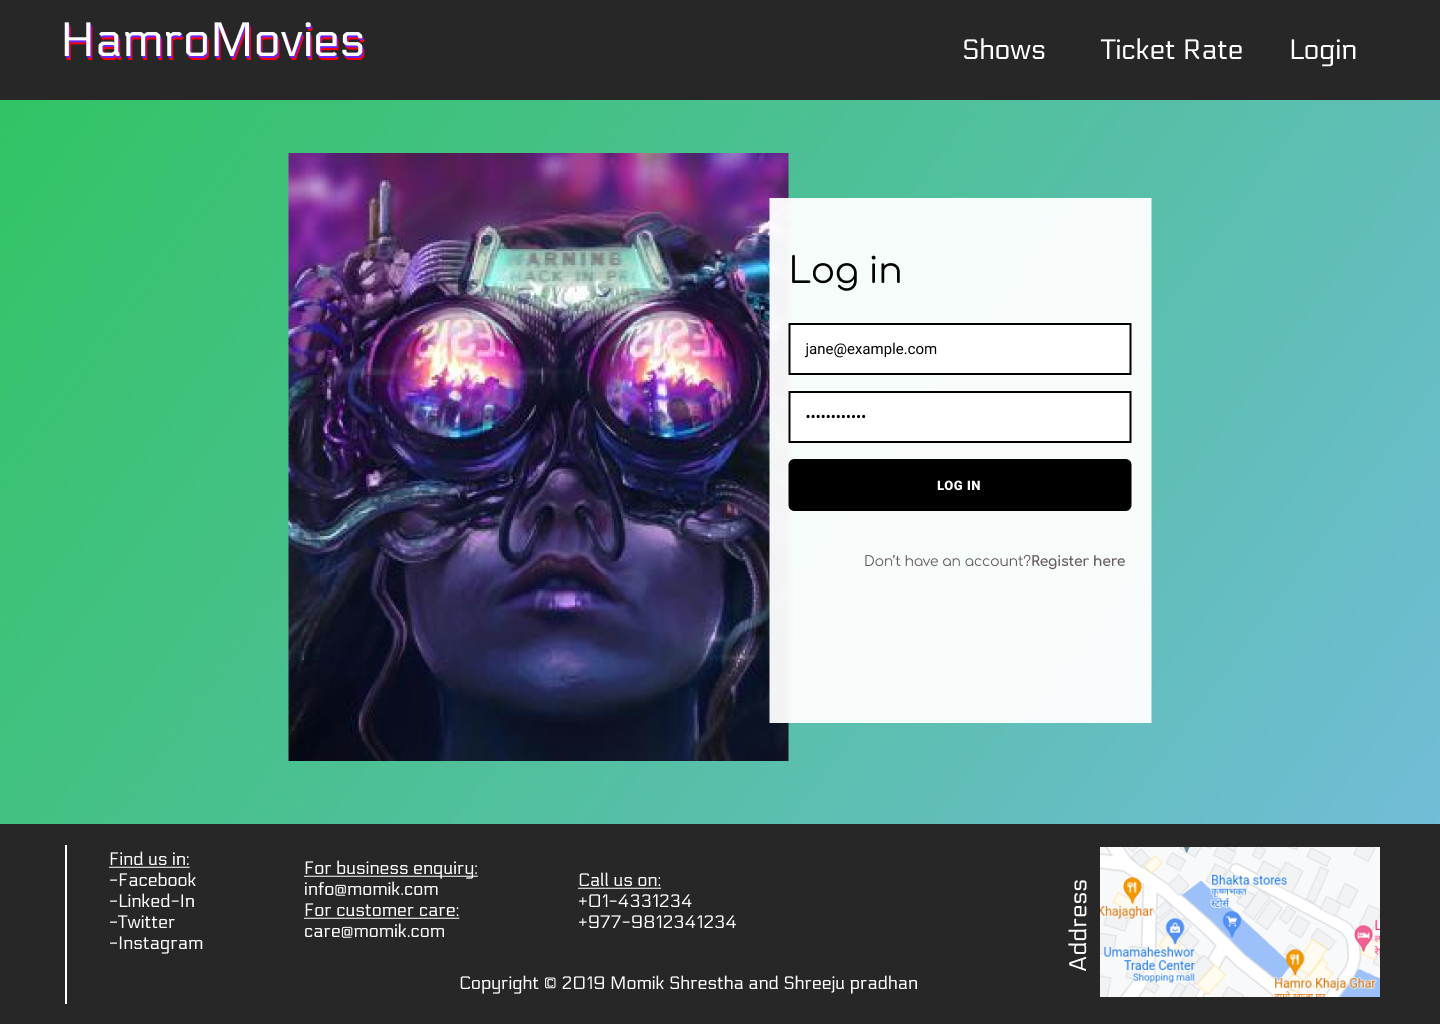 HamroMovies
Shows
Ticket Rate
Login
ARNING
HACK IN PR
Log in
jane@example.com
••••••••••••
LOG IN
Don't have an account?Register here
Find us in:
-Facebook
-Linked-In
-Twitter
-Instagram
For business enquiry:
info@momik.com
For customer care:
care@momik.com
Call us on:
+01-4331234
+977-9812341234
Copyright © 2019 Momik Shrestha and Shreeju pradhan
Address
Bhakta stores
कृष्णभक्त
स्टोर्स
Khajaghar
Umamaheshwor
Trade Center
Shopping mall
Hamro Khaja Ghar